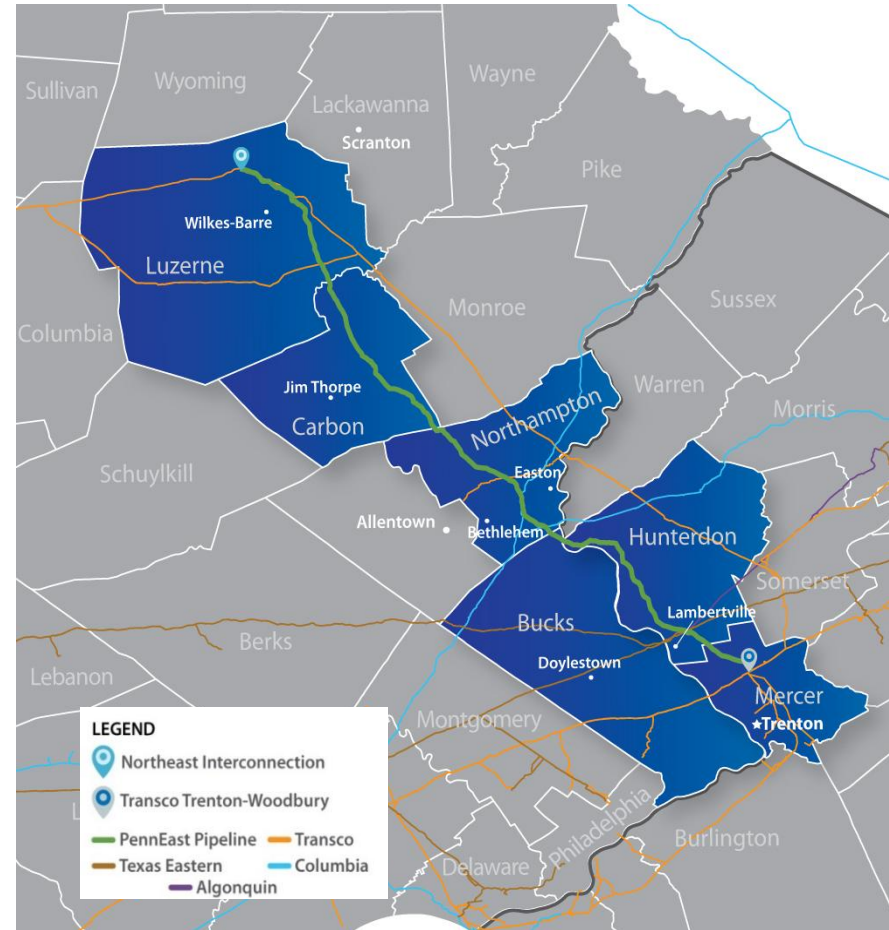 Sullivan
Wyoming
Wayne
Lackawanna
Scranton
Pike
Wilkes-Barre
Luzerne
Sussex
Columbia
Monroe
Warren
Jim Thorpe
Carbon
Northampton
Morris
Schuylkill
Easton
Allentown
Bethlehem
Hunterdon
Somerset
Lambertville
Bucks
Berks
Doylestown
Lebanon
Mercer
Trenton
Montgomery
LEGEND
Northeast Interconnection
Transco Trenton-Woodbury
PennEast Pipeline
Transco
Texas Eastern
Columbia
Algonquin
Philadelphia
Burlington
Delaware